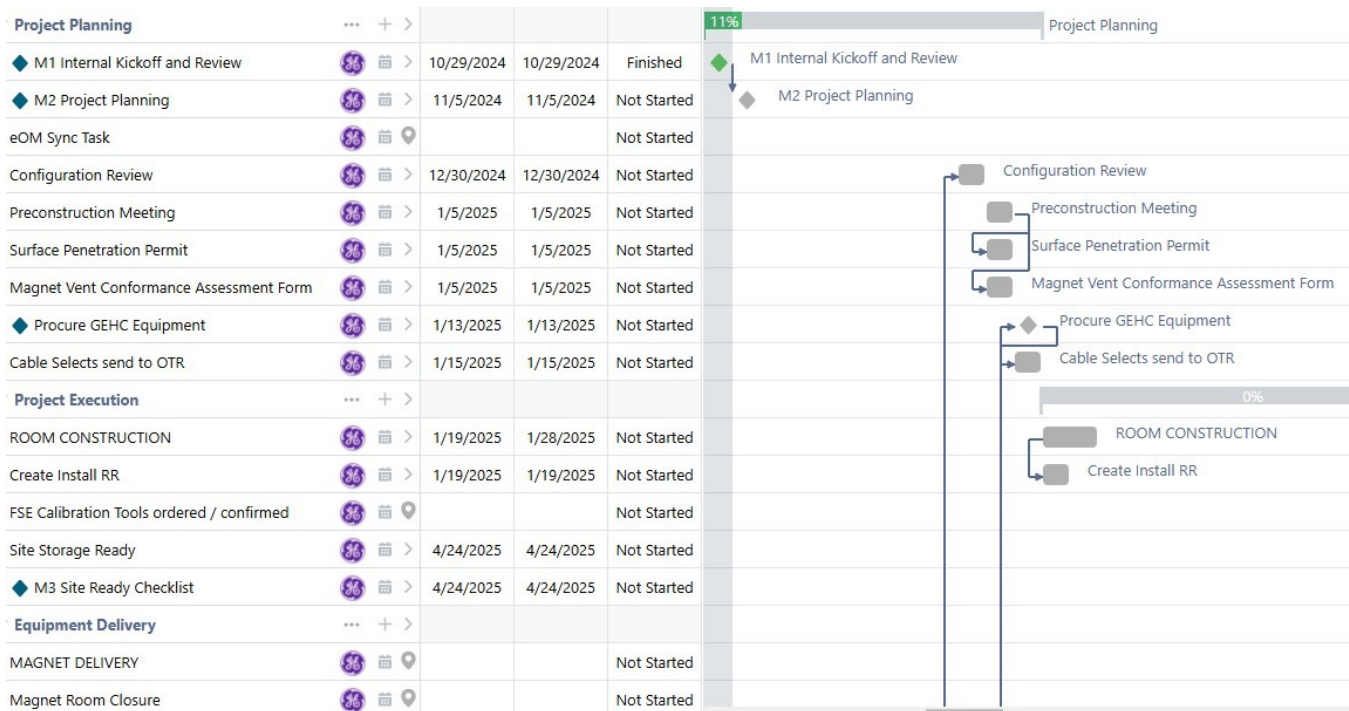 Project Planning 11% Project Planning
M1 Internal Kickoff and Review 10/29/2024 10/29/2024 Finished M1 Internal Kickoff and Review
M2 Project Planning 11/5/2024 11/5/2024 Not Started M2 Project Planning
eOM Sync Task Not Started
Configuration Review 12/30/2024 12/30/2024 Not Started Configuration Review
Preconstruction Meeting 1/5/2025 1/5/2025 Not Started Preconstruction Meeting
Surface Penetration Permit 1/5/2025 1/5/2025 Not Started Surface Penetration Permit
Magnet Vent Conformance Assessment Form 1/5/2025 1/5/2025 Not Started Magnet Vent Conformance Assessment Form
Procure GEHC Equipment 1/13/2025 1/13/2025 Not Started Procure GEHC Equipment
Cable Selects send to OTR 1/15/2025 1/15/2025 Not Started Cable Selects send to OTR
Project Execution 0%
ROOM CONSTRUCTION 1/19/2025 1/28/2025 Not Started ROOM CONSTRUCTION
Create Install RR 1/19/2025 1/19/2025 Not Started Create Install RR
FSE Calibration Tools ordered / confirmed Not Started
Site Storage Ready 4/24/2025 4/24/2025 Not Started
M3 Site Ready Checklist 4/24/2025 4/24/2025 Not Started
Equipment Delivery
MAGNET DELIVERY Not Started
Magnet Room Closure Not Started